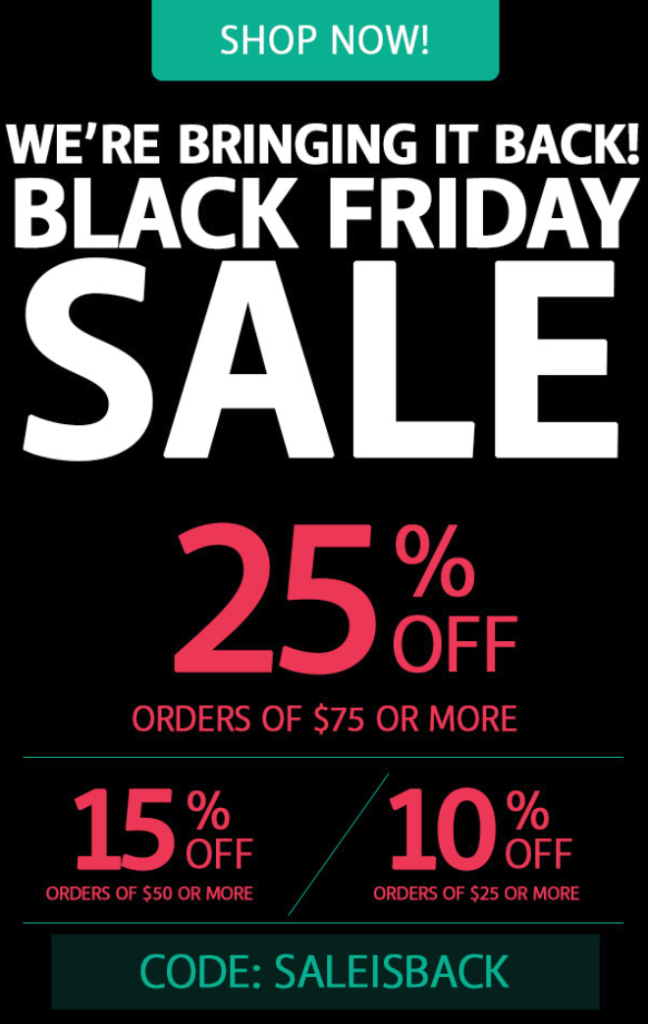 SHOP NOW!
WE'RE BRINGING IT BACK!
BLACK FRIDAY
SALE
25% OFF
ORDERS OF $75 OR MORE
15% OFF
ORDERS OF $50 OR MORE
10% OFF
ORDERS OF $25 OR MORE
CODE: SALEISBACK